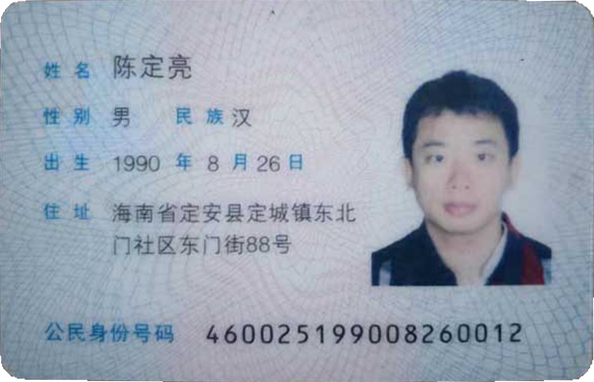 姓名 陈定亮
性别 男 民族 汉
出生 1990 年 8 月 26 日
住址 海南省定安县定城镇东北
门社区东门街88号
公民身份号码 460025199008260012